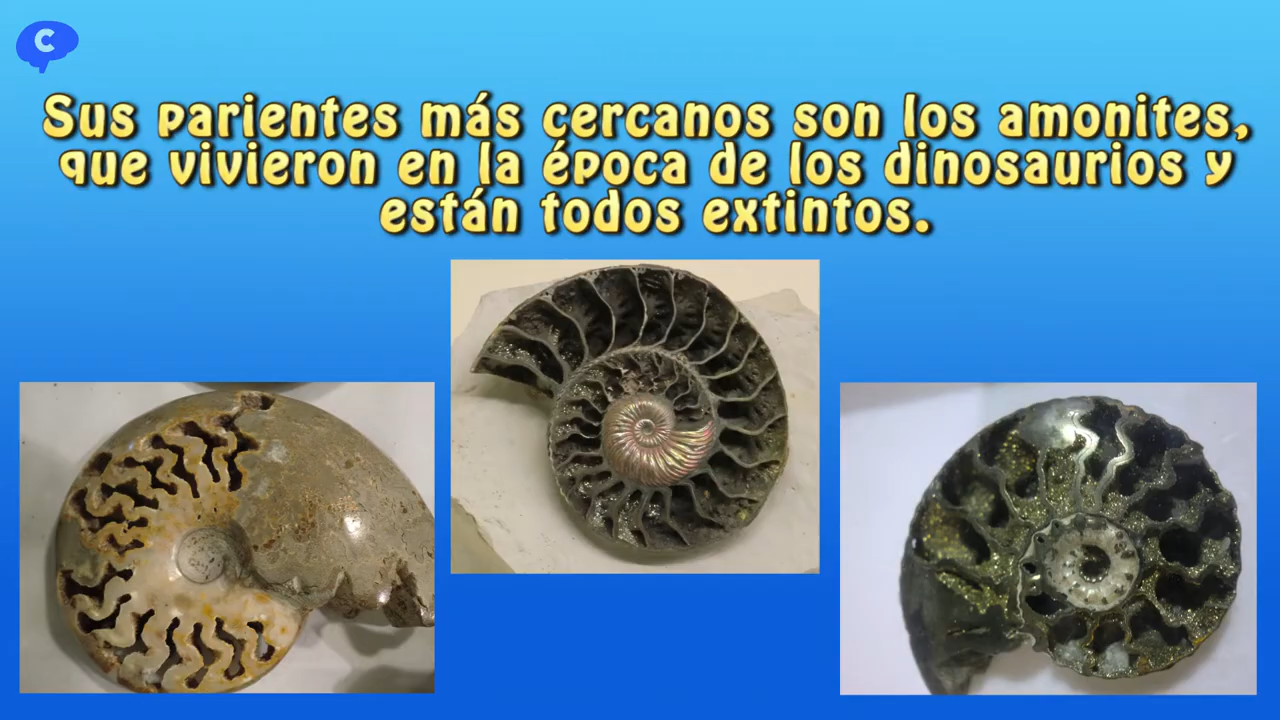 C
Sus parientes más cercanos son los amonites,
que vivieron en la época de los dinosaurios y
están todos extintos.